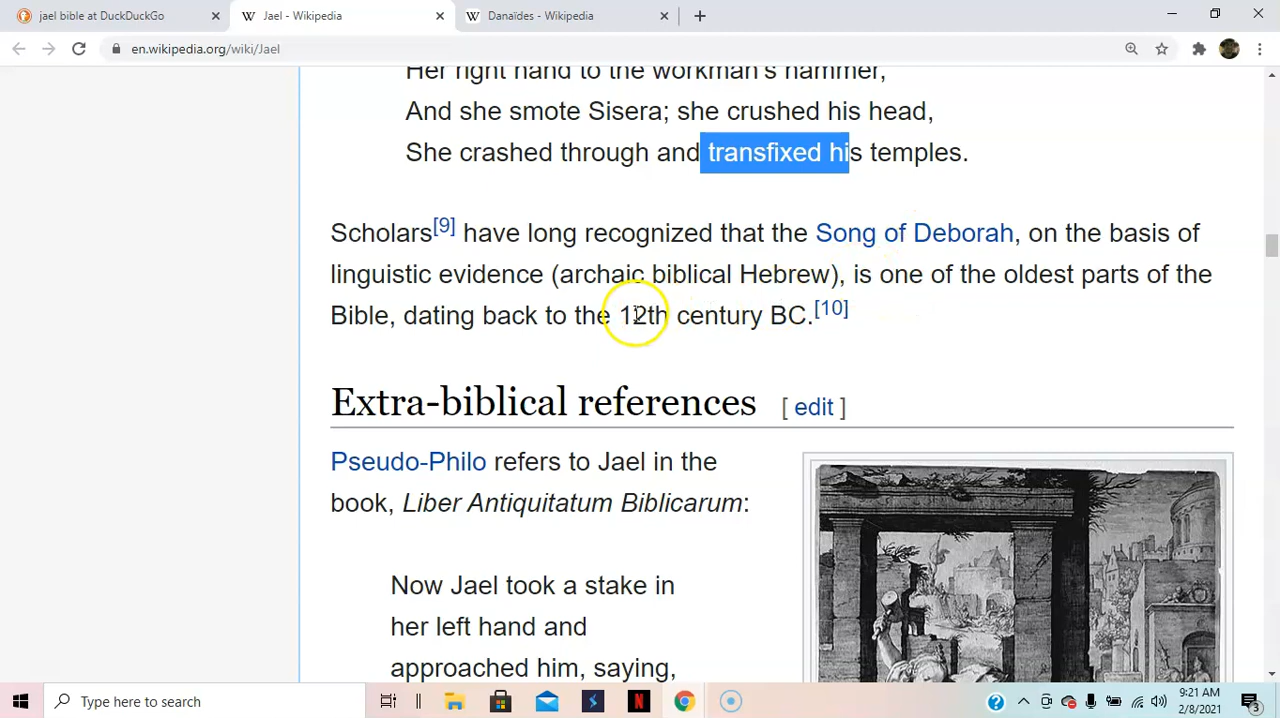 jael bible at DuckDuckGo
Jael - Wikipedia
Danaïdes - Wikipedia
en.wikipedia.org/wiki/Jael
Her right hand to the workman's hammer,
And she smote Sisera; she crushed his head,
She crashed through and transfixed his temples.
Scholars[9] have long recognized that the Song of Deborah, on the basis of
linguistic evidence (archaic biblical Hebrew), is one of the oldest parts of the
Bible, dating back to the 12th century BC.[10]
Extra-biblical references [ edit ]
Pseudo-Philo refers to Jael in the
book, Liber Antiquitatum Biblicarum:
Now Jael took a stake in
her left hand and
approached him, saying,
Type here to search
9:21 AM
2/8/2021
3